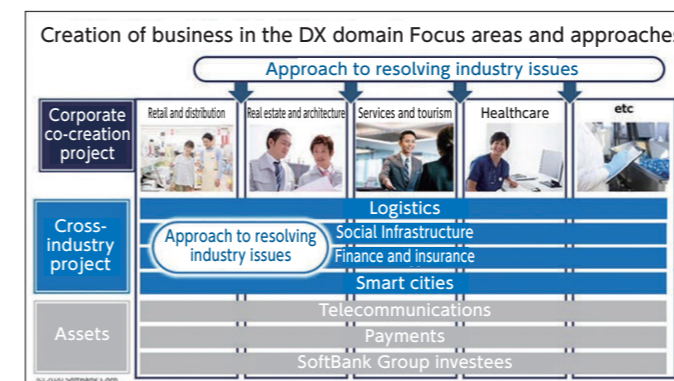 Creation of business in the DX domain Focus areas and approaches
Approach to resolving industry issues
Corporate
co-creation
project
Retail and distribution
Real estate and architecture
Services and tourism
Healthcare
etc
Cross-
industry
project
Approach to resolving
industry issues
Logistics
Social Infrastructure
Finance and insurance
Smart cities
Assets
Telecommunications
Payments
SoftBank Group investees